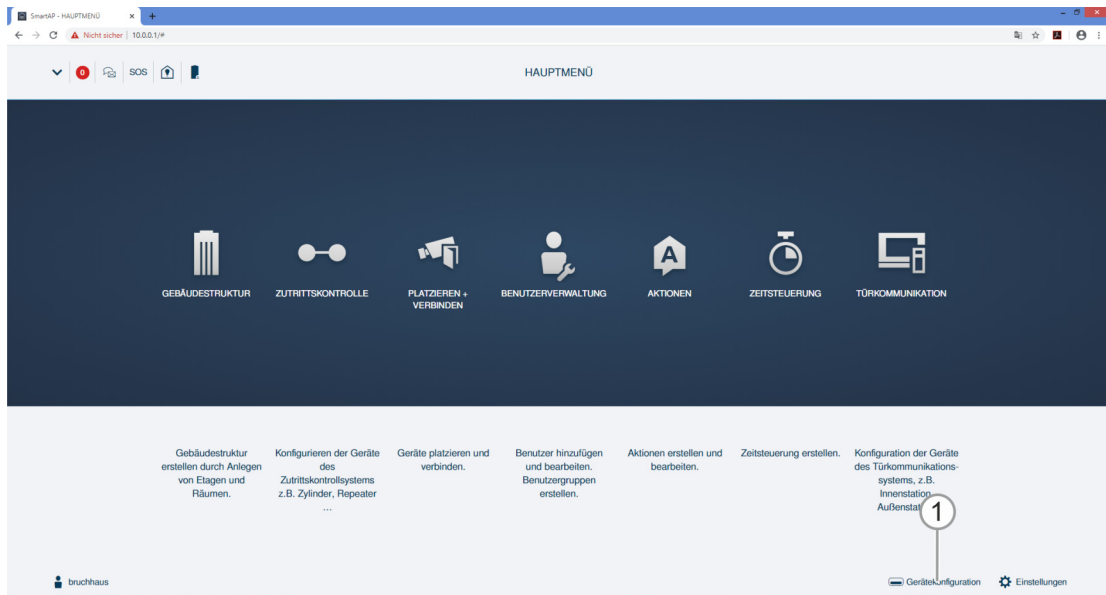 SmartAP - HAUPTMENÜ
Nicht sicher | 10.0.0.1/#
0
SOS
HAUPTMENÜ
GEBÄUDESTRUKTUR
ZUTRITTSKONTROLLE
PLATZIEREN +
VERBINDEN
BENUTZERVERWALTUNG
A
AKTIONEN
ZEITSTEUERUNG
TÜRKOMMUNIKATION
Gebäudestruktur
erstellen durch Anlegen
von Etagen und
Räumen.
Konfigurieren der Geräte
des
Zutrittskontrollsystems
z.B. Zylinder, Repeater
...
Geräte platzieren und
verbinden.
Benutzer hinzufügen
und bearbeiten.
Benutzergruppen
erstellen.
Aktionen erstellen und
bearbeiten.
Zeitsteuerung erstellen.
Konfiguration der Geräte
des Türkommunikations-
systems, z.B.
Innenstation
1
bruchhaus
Gerätekonfiguration
Einstellungen